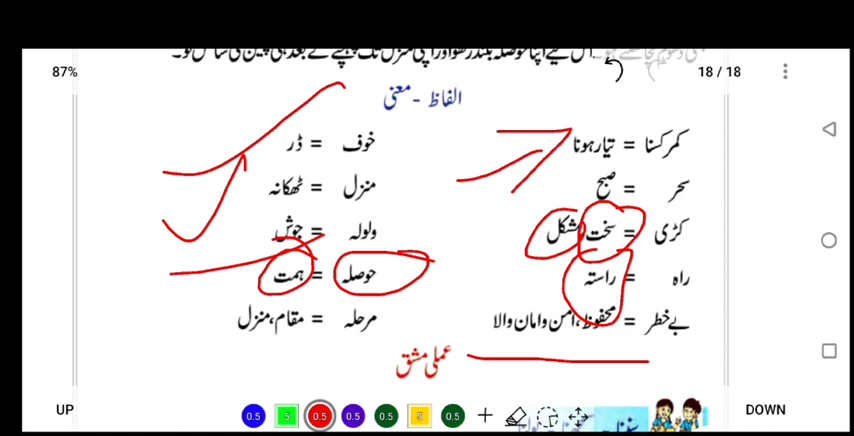 87%
18 / 18
الفاظ - معنی
کمر کسنا = تیار ہونا
خوف = ڈر
سحر = صبح
منزل = ٹھکانہ
کڑی = سخت
ولولہ = جوش
راہ = راستہ
حوصلہ = ہمت
بے خطر = محفوظ، امن و امان والا
مرحلہ = مقام، منزل
عملی مشق
UP
0.5 5 0.5 0.5 0.5 5 0.5
DOWN